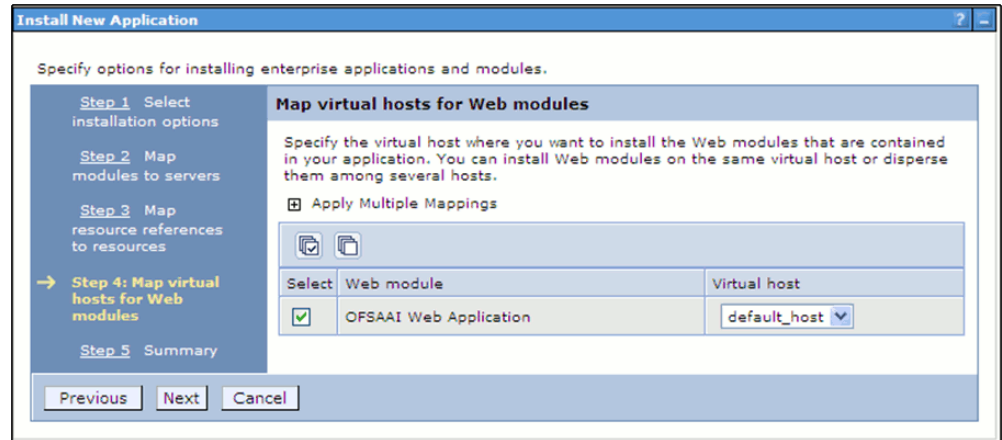 Install New Application ? –
Specify options for installing enterprise applications and modules.
Step 1 Select
installation options
Step 2 Map
modules to servers
Step 3 Map
resource references
to resources
Step 4: Map virtual
hosts for Web
modules
Step 5 Summary
Map virtual hosts for Web modules
Specify the virtual host where you want to install the Web modules that are contained
in your application. You can install Web modules on the same virtual host or disperse
them among several hosts.
Apply Multiple Mappings
Select Web module Virtual host
OFSAAI Web Application default_host
Previous Next Cancel